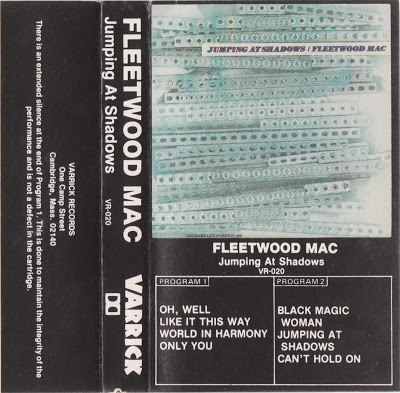 There is an extended silence at the end of Program 1. This is done to maintain the integrity of the
performance and is not a defect in the cartridge.
VARRICK RECORDS
One Camp Street
Cambridge, Mass. 02140
FLEETWOOD MAC
Jumping At Shadows
VR-020
VARRICK
JUMPING AT SHADOWS / FLEETWOOD MAC
FLEETWOOD MAC
Jumping At Shadows
VR-020
PROGRAM 1
OH, WELL
LIKE IT THIS WAY
WORLD IN HARMONY
ONLY YOU
PROGRAM 2
BLACK MAGIC
WOMAN
JUMPING AT
SHADOWS
CAN'T HOLD ON